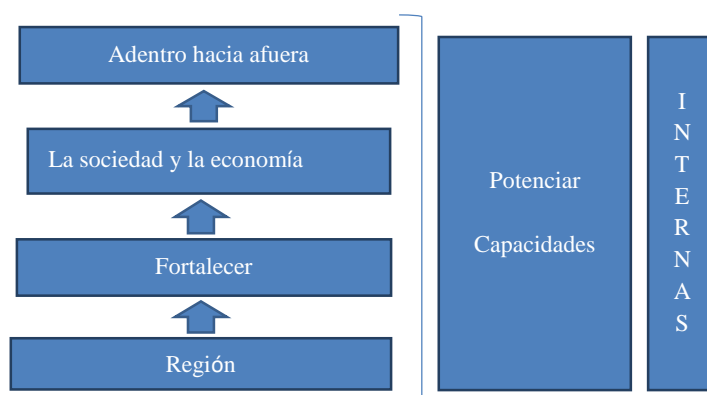 Adentro hacia afuera
La sociedad y la economía
Fortalecer
Región
Potenciar
Capacidades
I
N
T
E
R
N
A
S